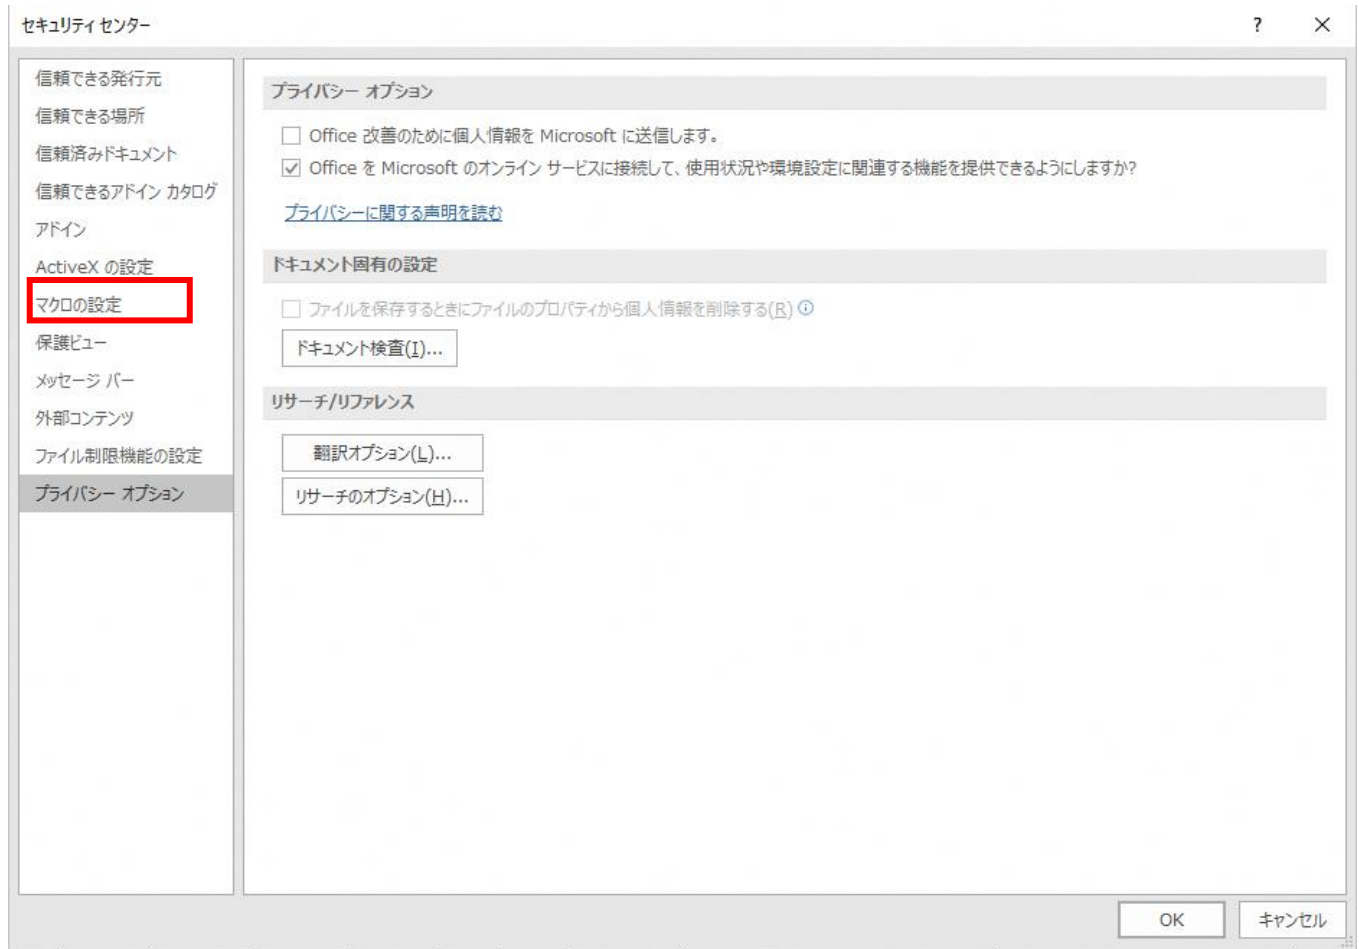 セキュリティ センター
?
信頼できる発行元
信頼できる場所
信頼済みドキュメント
信頼できるアドイン カタログ
アドイン
ActiveX の設定
マクロの設定
保護ビュー
メッセージ バー
外部コンテンツ
ファイル制限機能の設定
プライバシー オプション
プライバシー オプション
Office 改善のために個人情報を Microsoft に送信します。
Office を Microsoft のオンライン サービスに接続して、使用状況や環境設定に関連する機能を提供できるようにしますか?
プライバシーに関する声明を読む
ドキュメント固有の設定
ファイルを保存するときにファイルのプロパティから個人情報を削除する(R)
ドキュメント検査(I)...
リサーチ/リファレンス
翻訳オプション(L)...
リサーチのオプション(H)...
OK
キャンセル